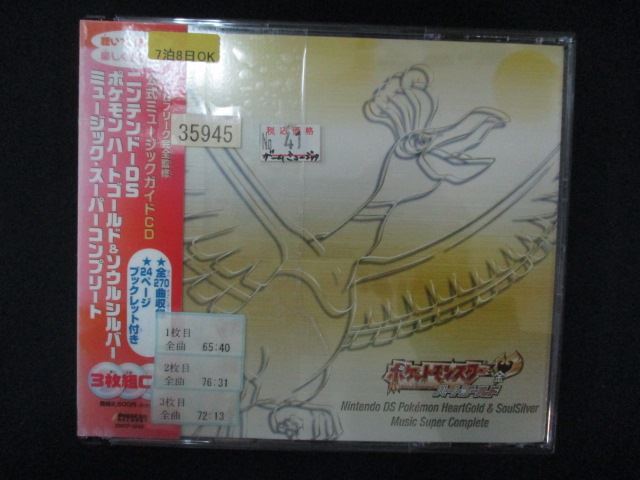 7泊8日OK
35945
税込価格
No. 41
ゲームミュージック
公式ミュージックガイドCD
ニンテンドーDS
ポケモン ハートゴールド&ソウルシルバー
ミュージック・スーパーコンプリート
★全270曲収
★24ページ
ブックレット付き
3枚組C
1枚目
全曲 65:40
2枚目
全曲 76:31
3枚目
全曲 72:13
ポケットモンスター
Nintendo DS Pokémon HeartGold & SoulSilver
Music Super Complete